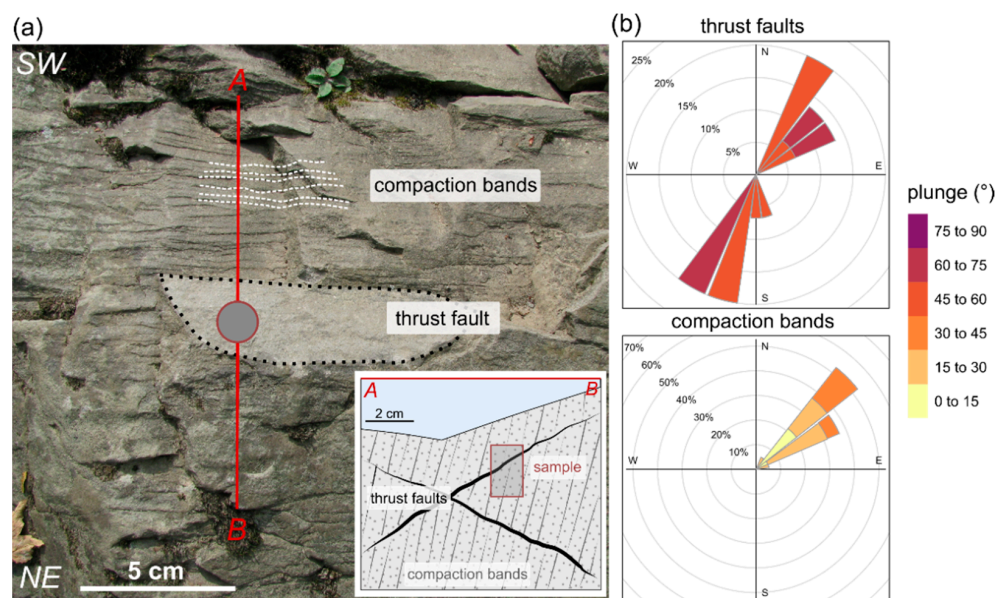 (a)
SW
A
compaction bands
thrust fault
B
NE
5 cm
A
B
2 cm
sample
thrust faults
compaction bands
(b)
thrust faults
N
25%
20%
15%
10%
5%
W
E
S
compaction bands
70%
N
60%
50%
40%
30%
20%
10%
W
E
S
plunge (°)
75 to 90
60 to 75
45 to 60
30 to 45
15 to 30
0 to 15